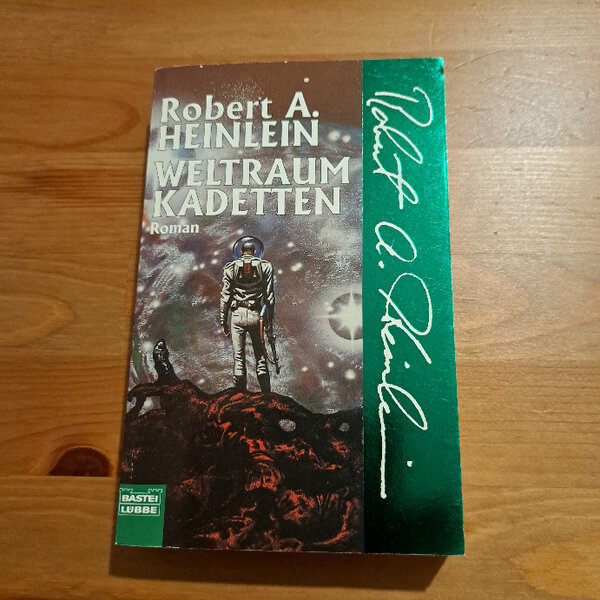 Robert A.
HEINLEIN
WELTRAUM
KADETTEN
Roman
Robert A. Heinlein
BASTEI
LÜBBE